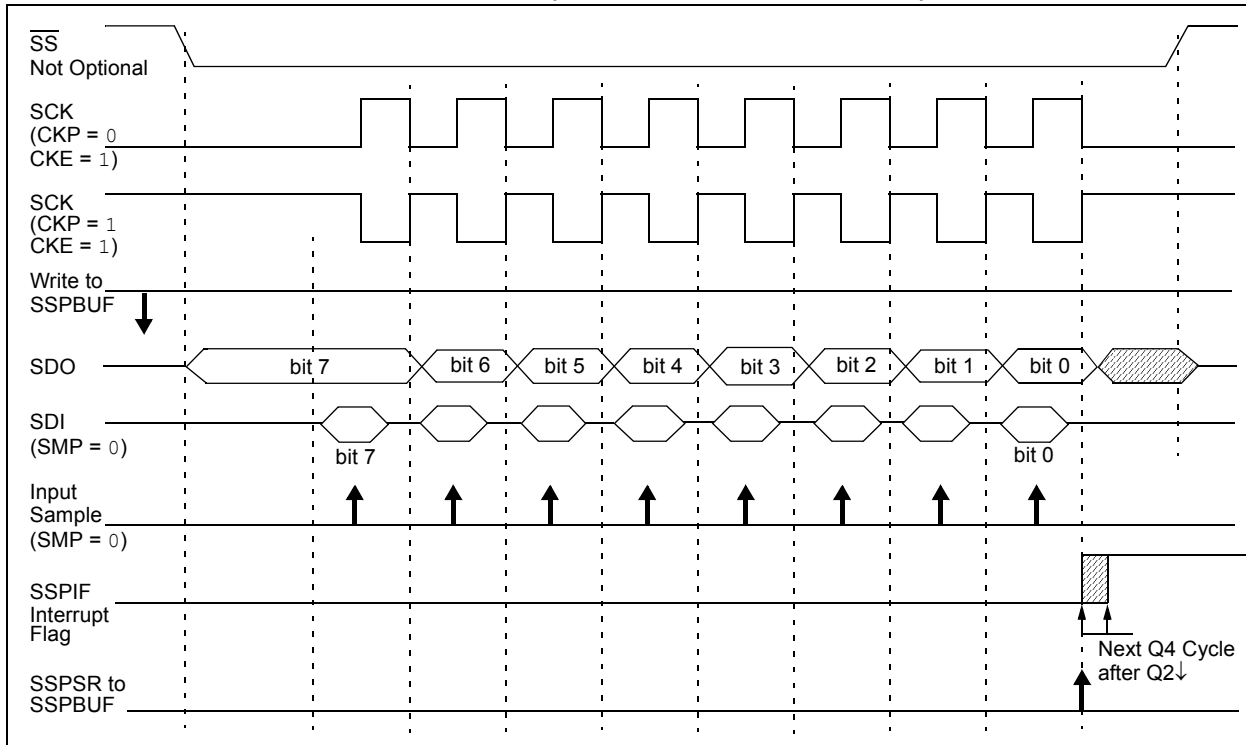 SS
Not Optional
SCK
(CKP = 0
CKE = 1)
SCK
(CKP = 1
CKE = 1)
Write to
SSPBUF
SDO
bit 7
bit 6
bit 5
bit 4
bit 3
bit 2
bit 1
bit 0
SDI
(SMP = 0)
bit 7
bit 0
Input
Sample
(SMP = 0)
SSPIF
Interrupt
Flag
Next Q4 Cycle
after Q2↓
SSPSR to
SSPBUF